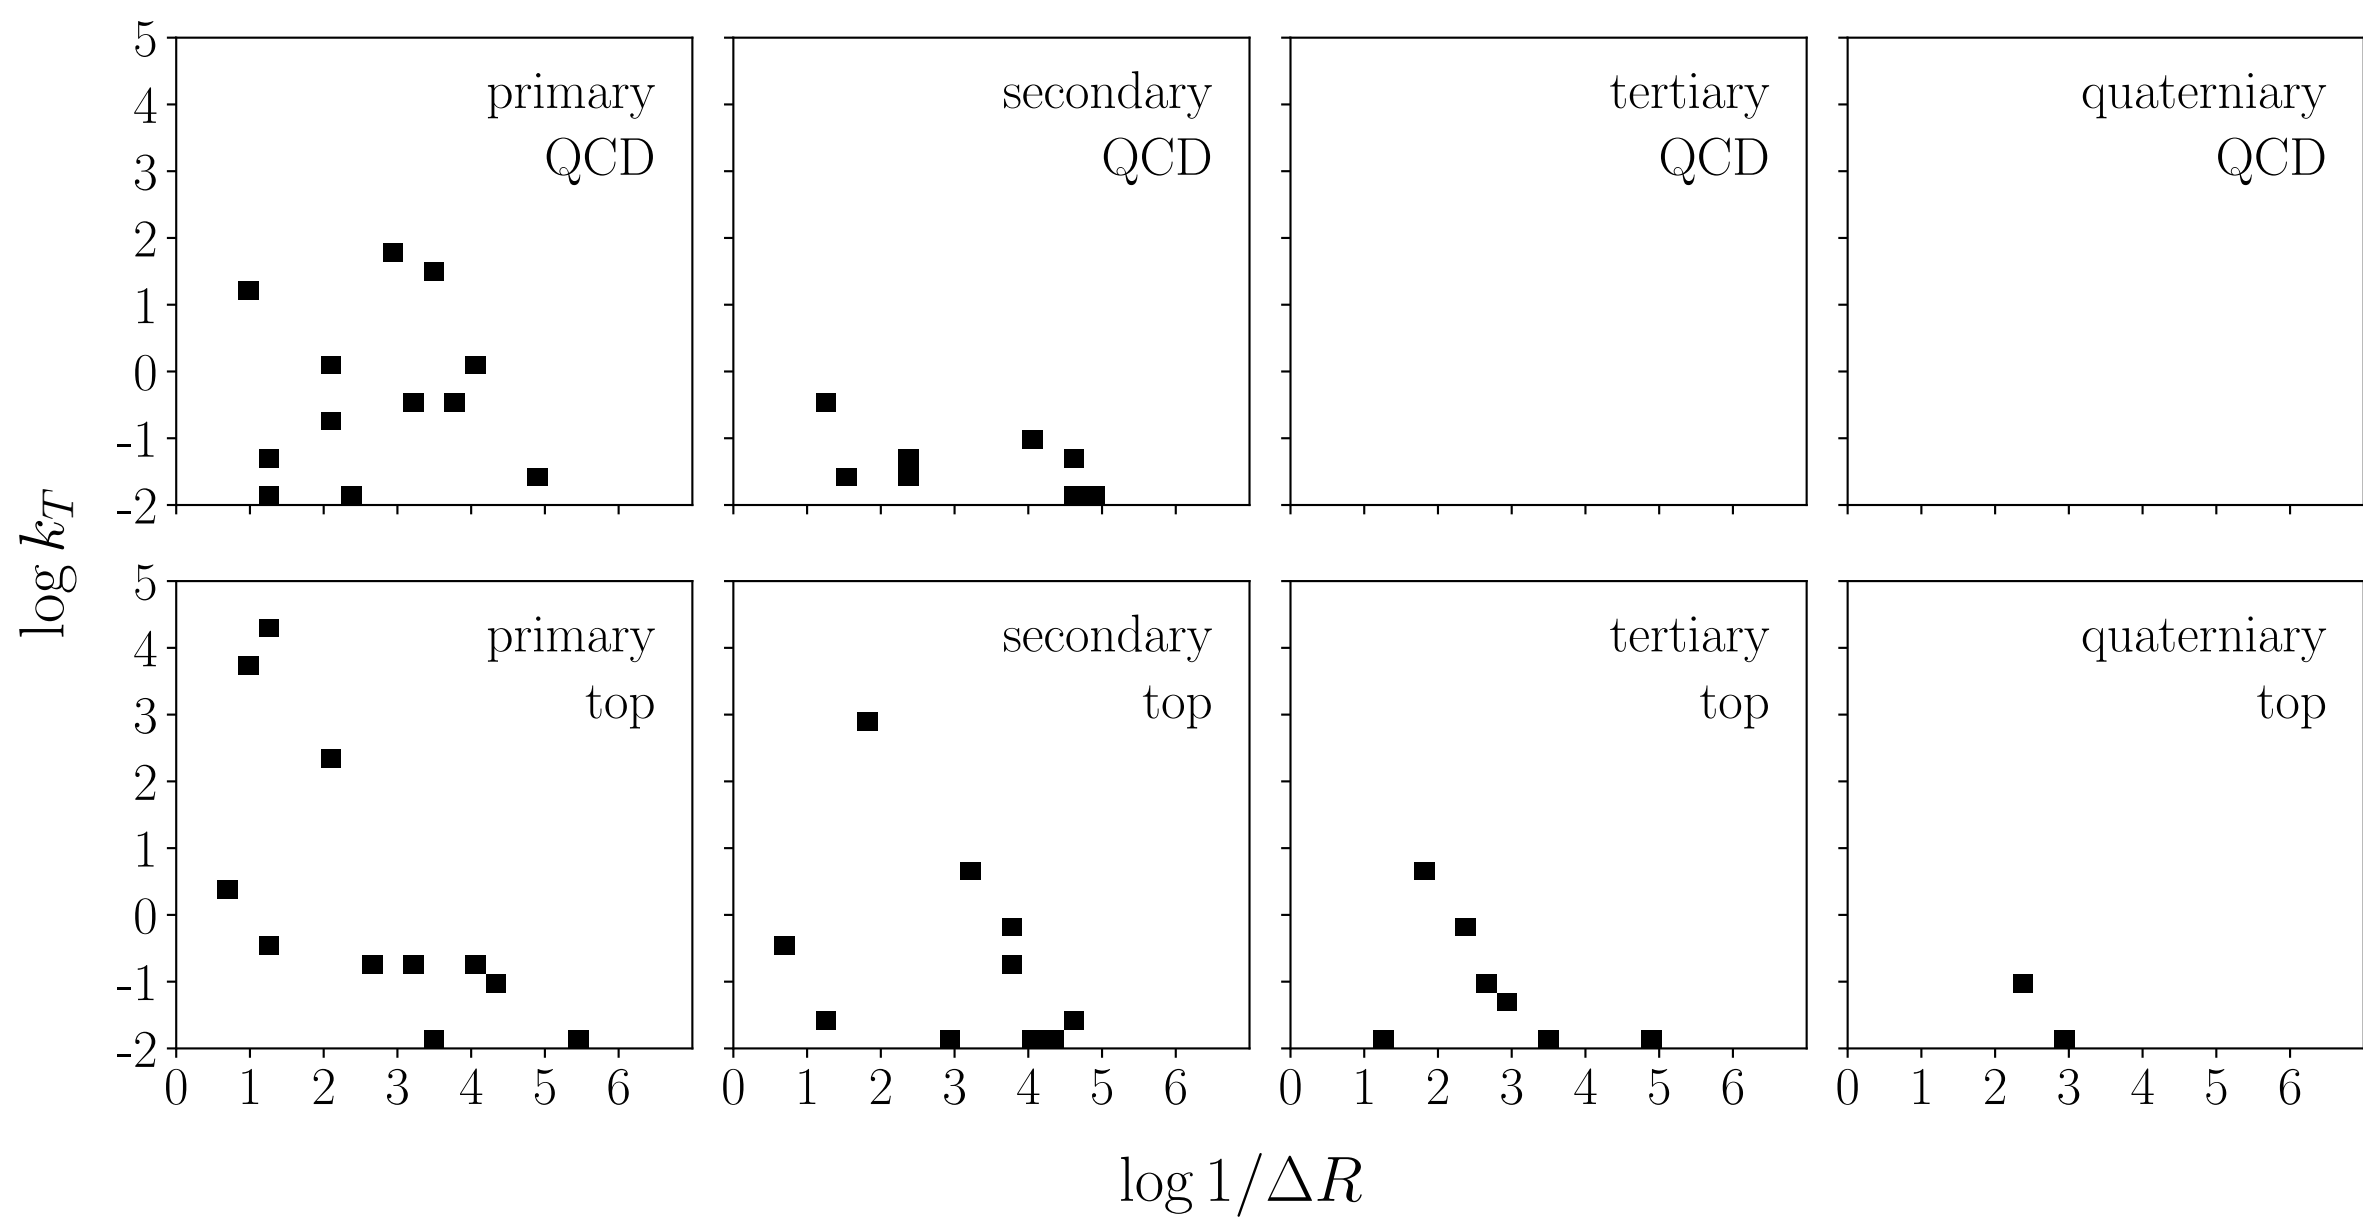 5
4
3
2
1
0
-1
-2
primary
QCD
secondary
QCD
tertiary
QCD
quaterniary
QCD
log k_T
5
4
3
2
1
0
-1
-2
primary
top
secondary
top
tertiary
top
quaterniary
top
0 1 2 3 4 5 6
0 1 2 3 4 5 6
0 1 2 3 4 5 6
0 1 2 3 4 5 6
log 1/ΔR